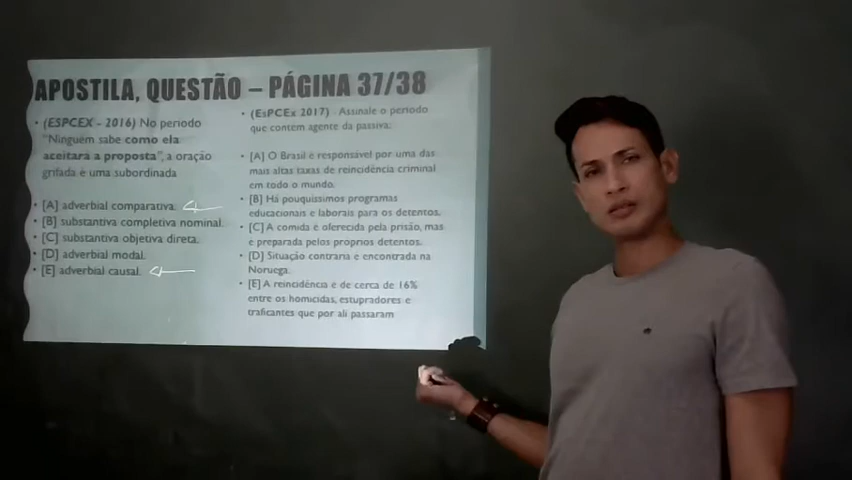 APOSTILA, QUESTÃO – PÁGINA 37/38
• (ESPCEX – 2016) No período
"Ninguém sabe como ela
aceitará a proposta", a oração
grifada é uma subordinada
• [A] adverbial comparativa.
• [B] substantiva completiva nominal.
• [C] substantiva objetiva direta.
• [D] adverbial modal.
• [E] adverbial causal.
• (EsPCEx 2017) Assinale o período
que contém agente da passiva:
• [A] O Brasil é responsável por uma das
mais altas taxas de reincidência criminal
em todo o mundo.
• [B] Há pouquíssimos programas
educacionais e laborais para os detentos.
• [C] A comida é oferecida pela prisão, mas
é preparada pelos próprios detentos.
• [D] Situação contrária é encontrada na
Noruega.
• [E] A reincidência é de cerca de 16%
entre os homicidas, estupradores e
traficantes que por ali passaram